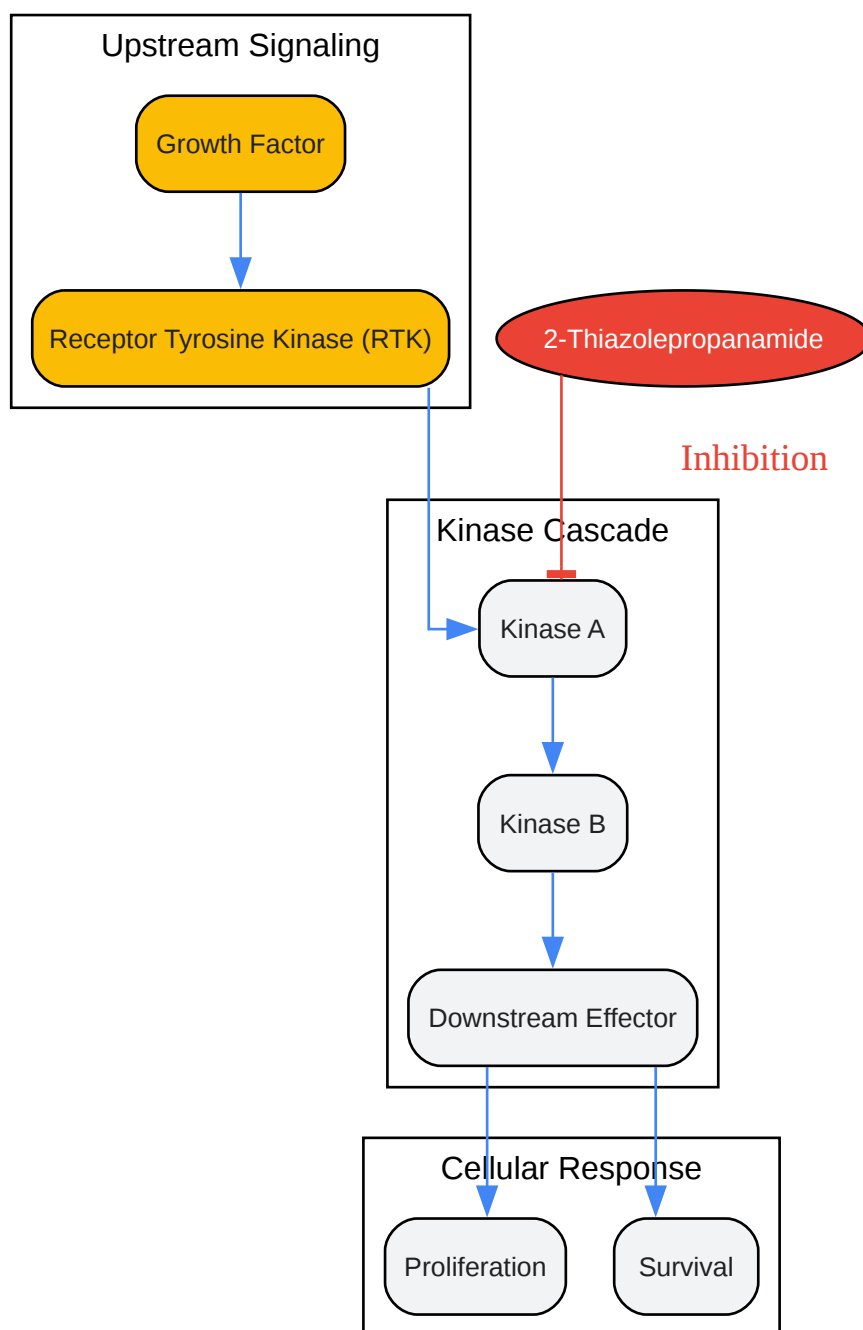 Upstream Signaling
Growth Factor
Receptor Tyrosine Kinase (RTK)
2-Thiazolepropanamide
Inhibition
Kinase Cascade
Kinase A
Kinase B
Downstream Effector
Cellular Response
Proliferation
Survival